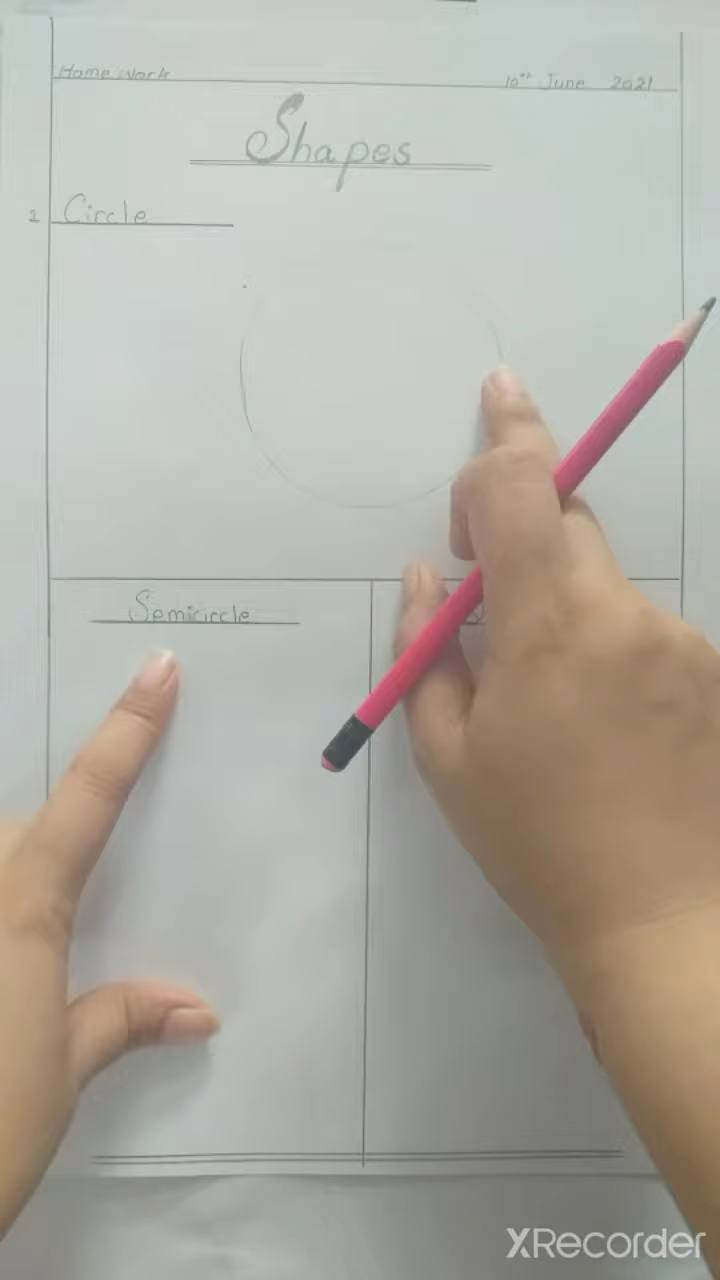 Home work
10th June 2021
Shapes
1 Circle
Semicircle
XRecorder